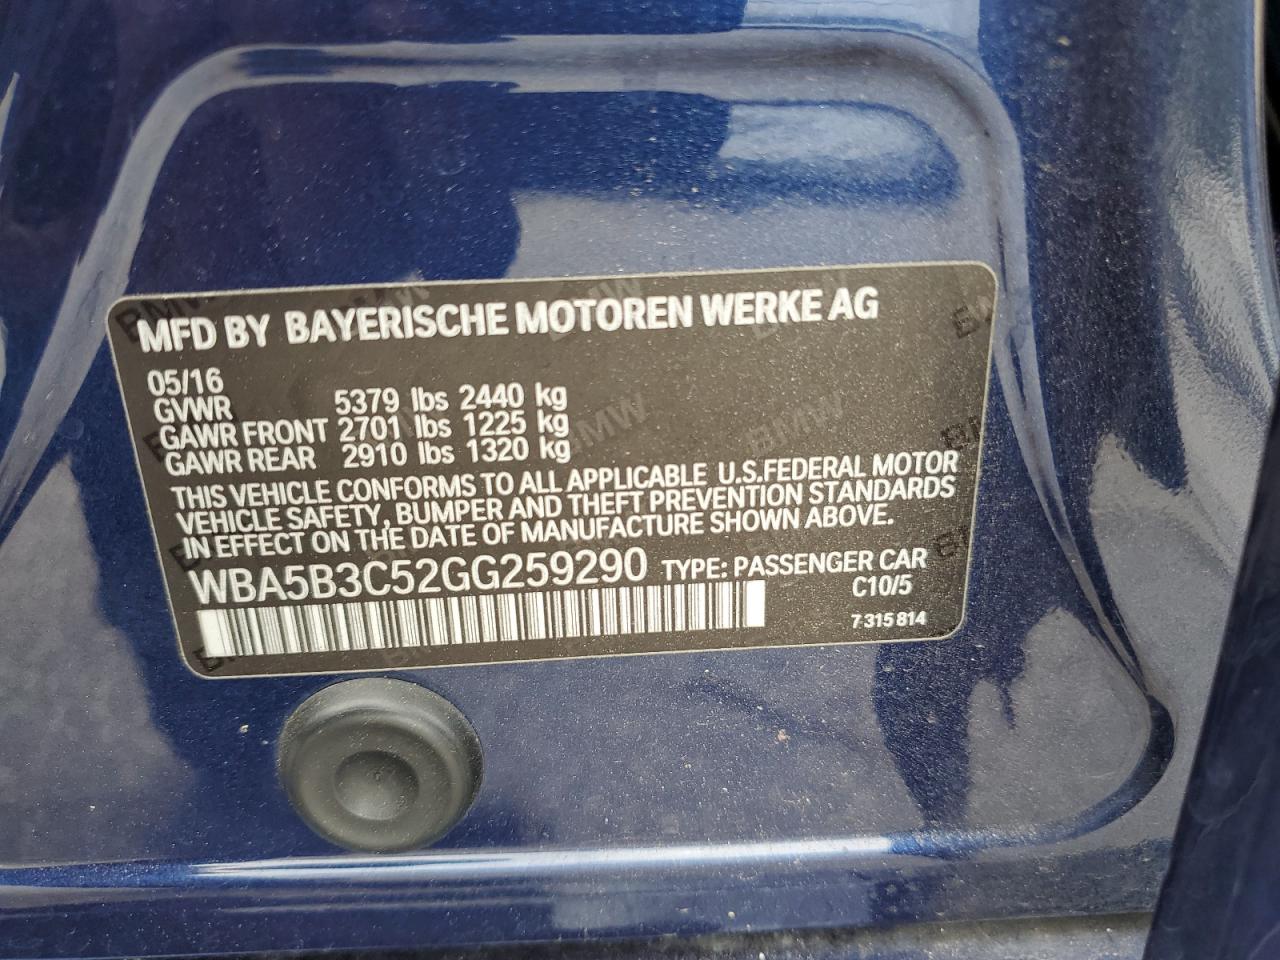 MFD BY BAYERISCHE MOTOREN WERKE AG
05/16
GVWR 5379 lbs 2440 kg
GAWR FRONT 2701 lbs 1225 kg
GAWR REAR 2910 lbs 1320 kg
THIS VEHICLE CONFORMS TO ALL APPLICABLE U.S.FEDERAL MOTOR
VEHICLE SAFETY, BUMPER AND THEFT PREVENTION STANDARDS
IN EFFECT ON THE DATE OF MANUFACTURE SHOWN ABOVE.
WBA5B3C52GG259290 TYPE: PASSENGER CAR
C10/5
7 315 814